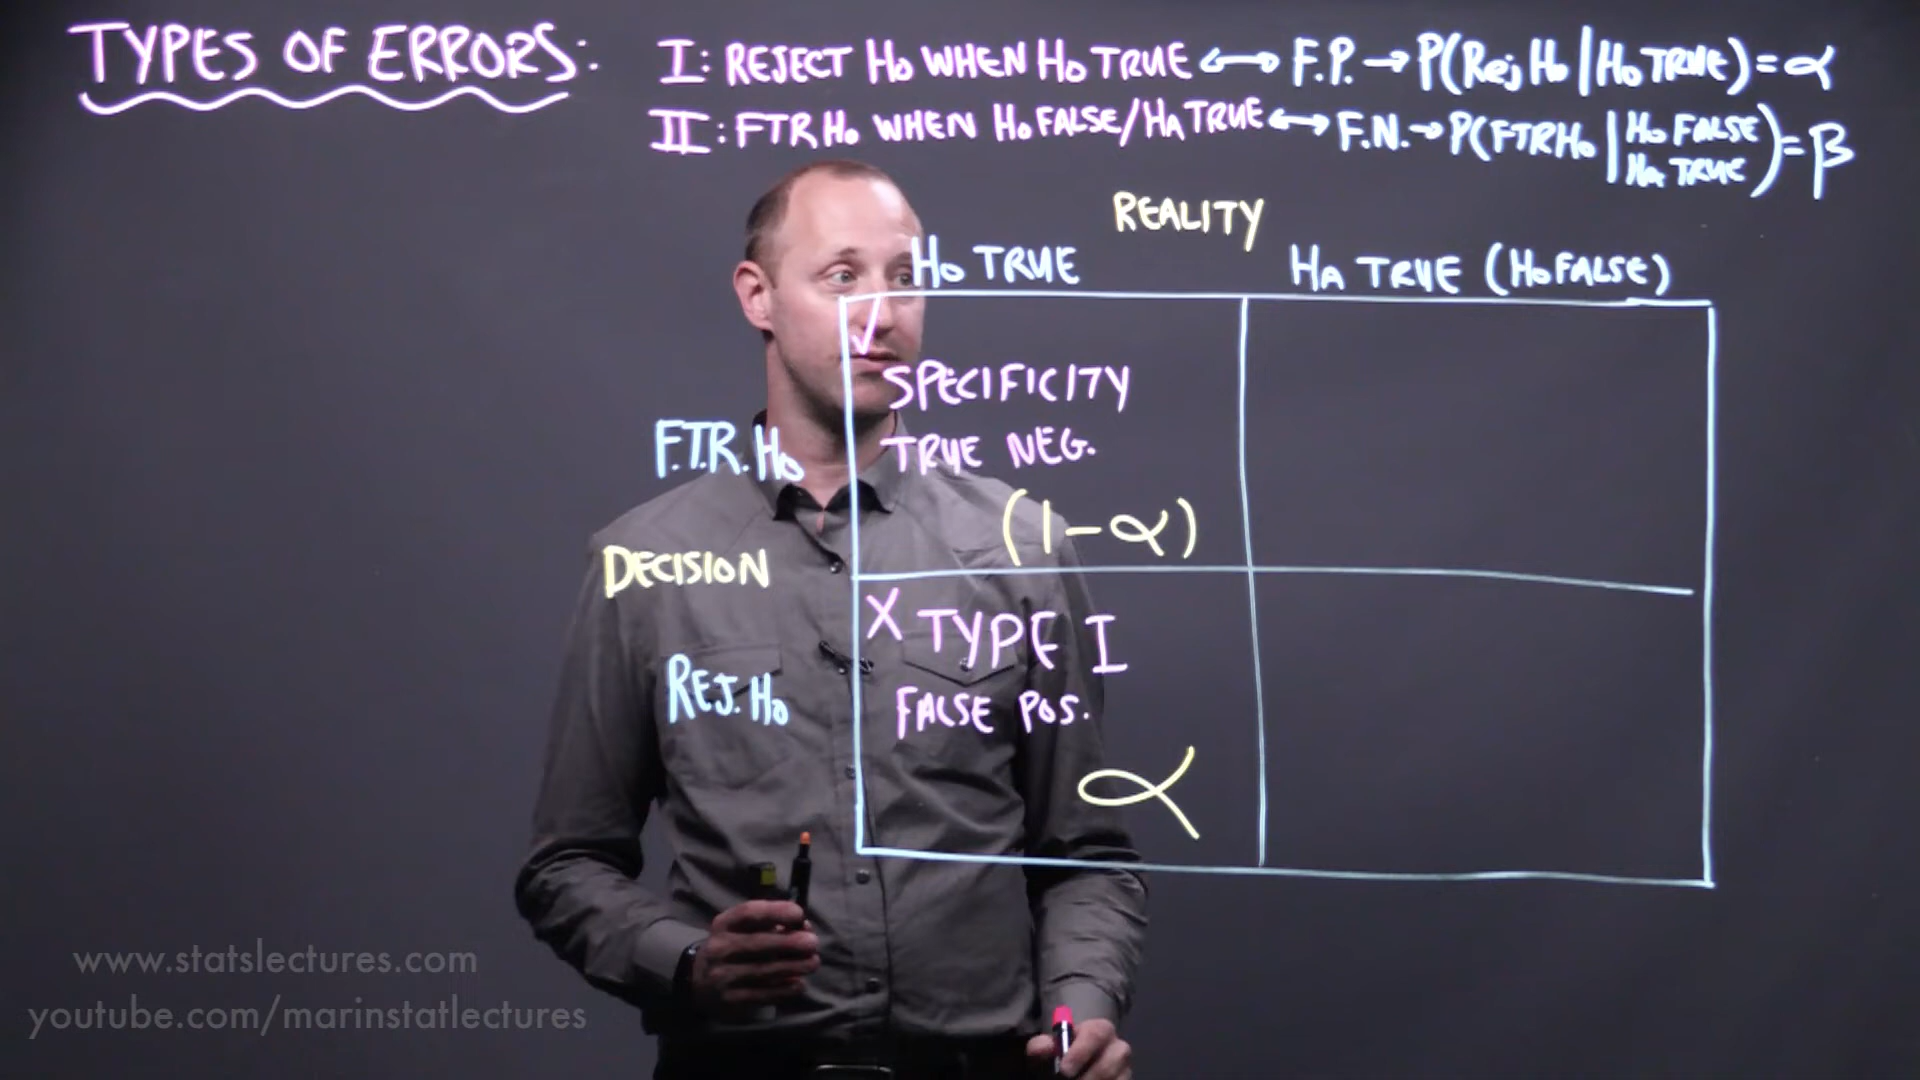 TYPES OF ERRORS:
I: REJECT H0 WHEN H0 TRUE ↔ F.P. → P(Rej H0 | H0 TRUE) = α
II: FTR H0 WHEN H0 FALSE/HA TRUE ↔ F.N. → P(FTR H0 | H0 FALSE
HA TRUE) = β
REALITY
H0 TRUE
HA TRUE (H0 FALSE)
✓
SPECIFICITY
F.T.R. H0
TRUE NEG.
(1-α)
DECISION
X TYPE I
REJ. H0
FALSE POS.
α
www.statslectures.com
youtube.com/marinstatlectures